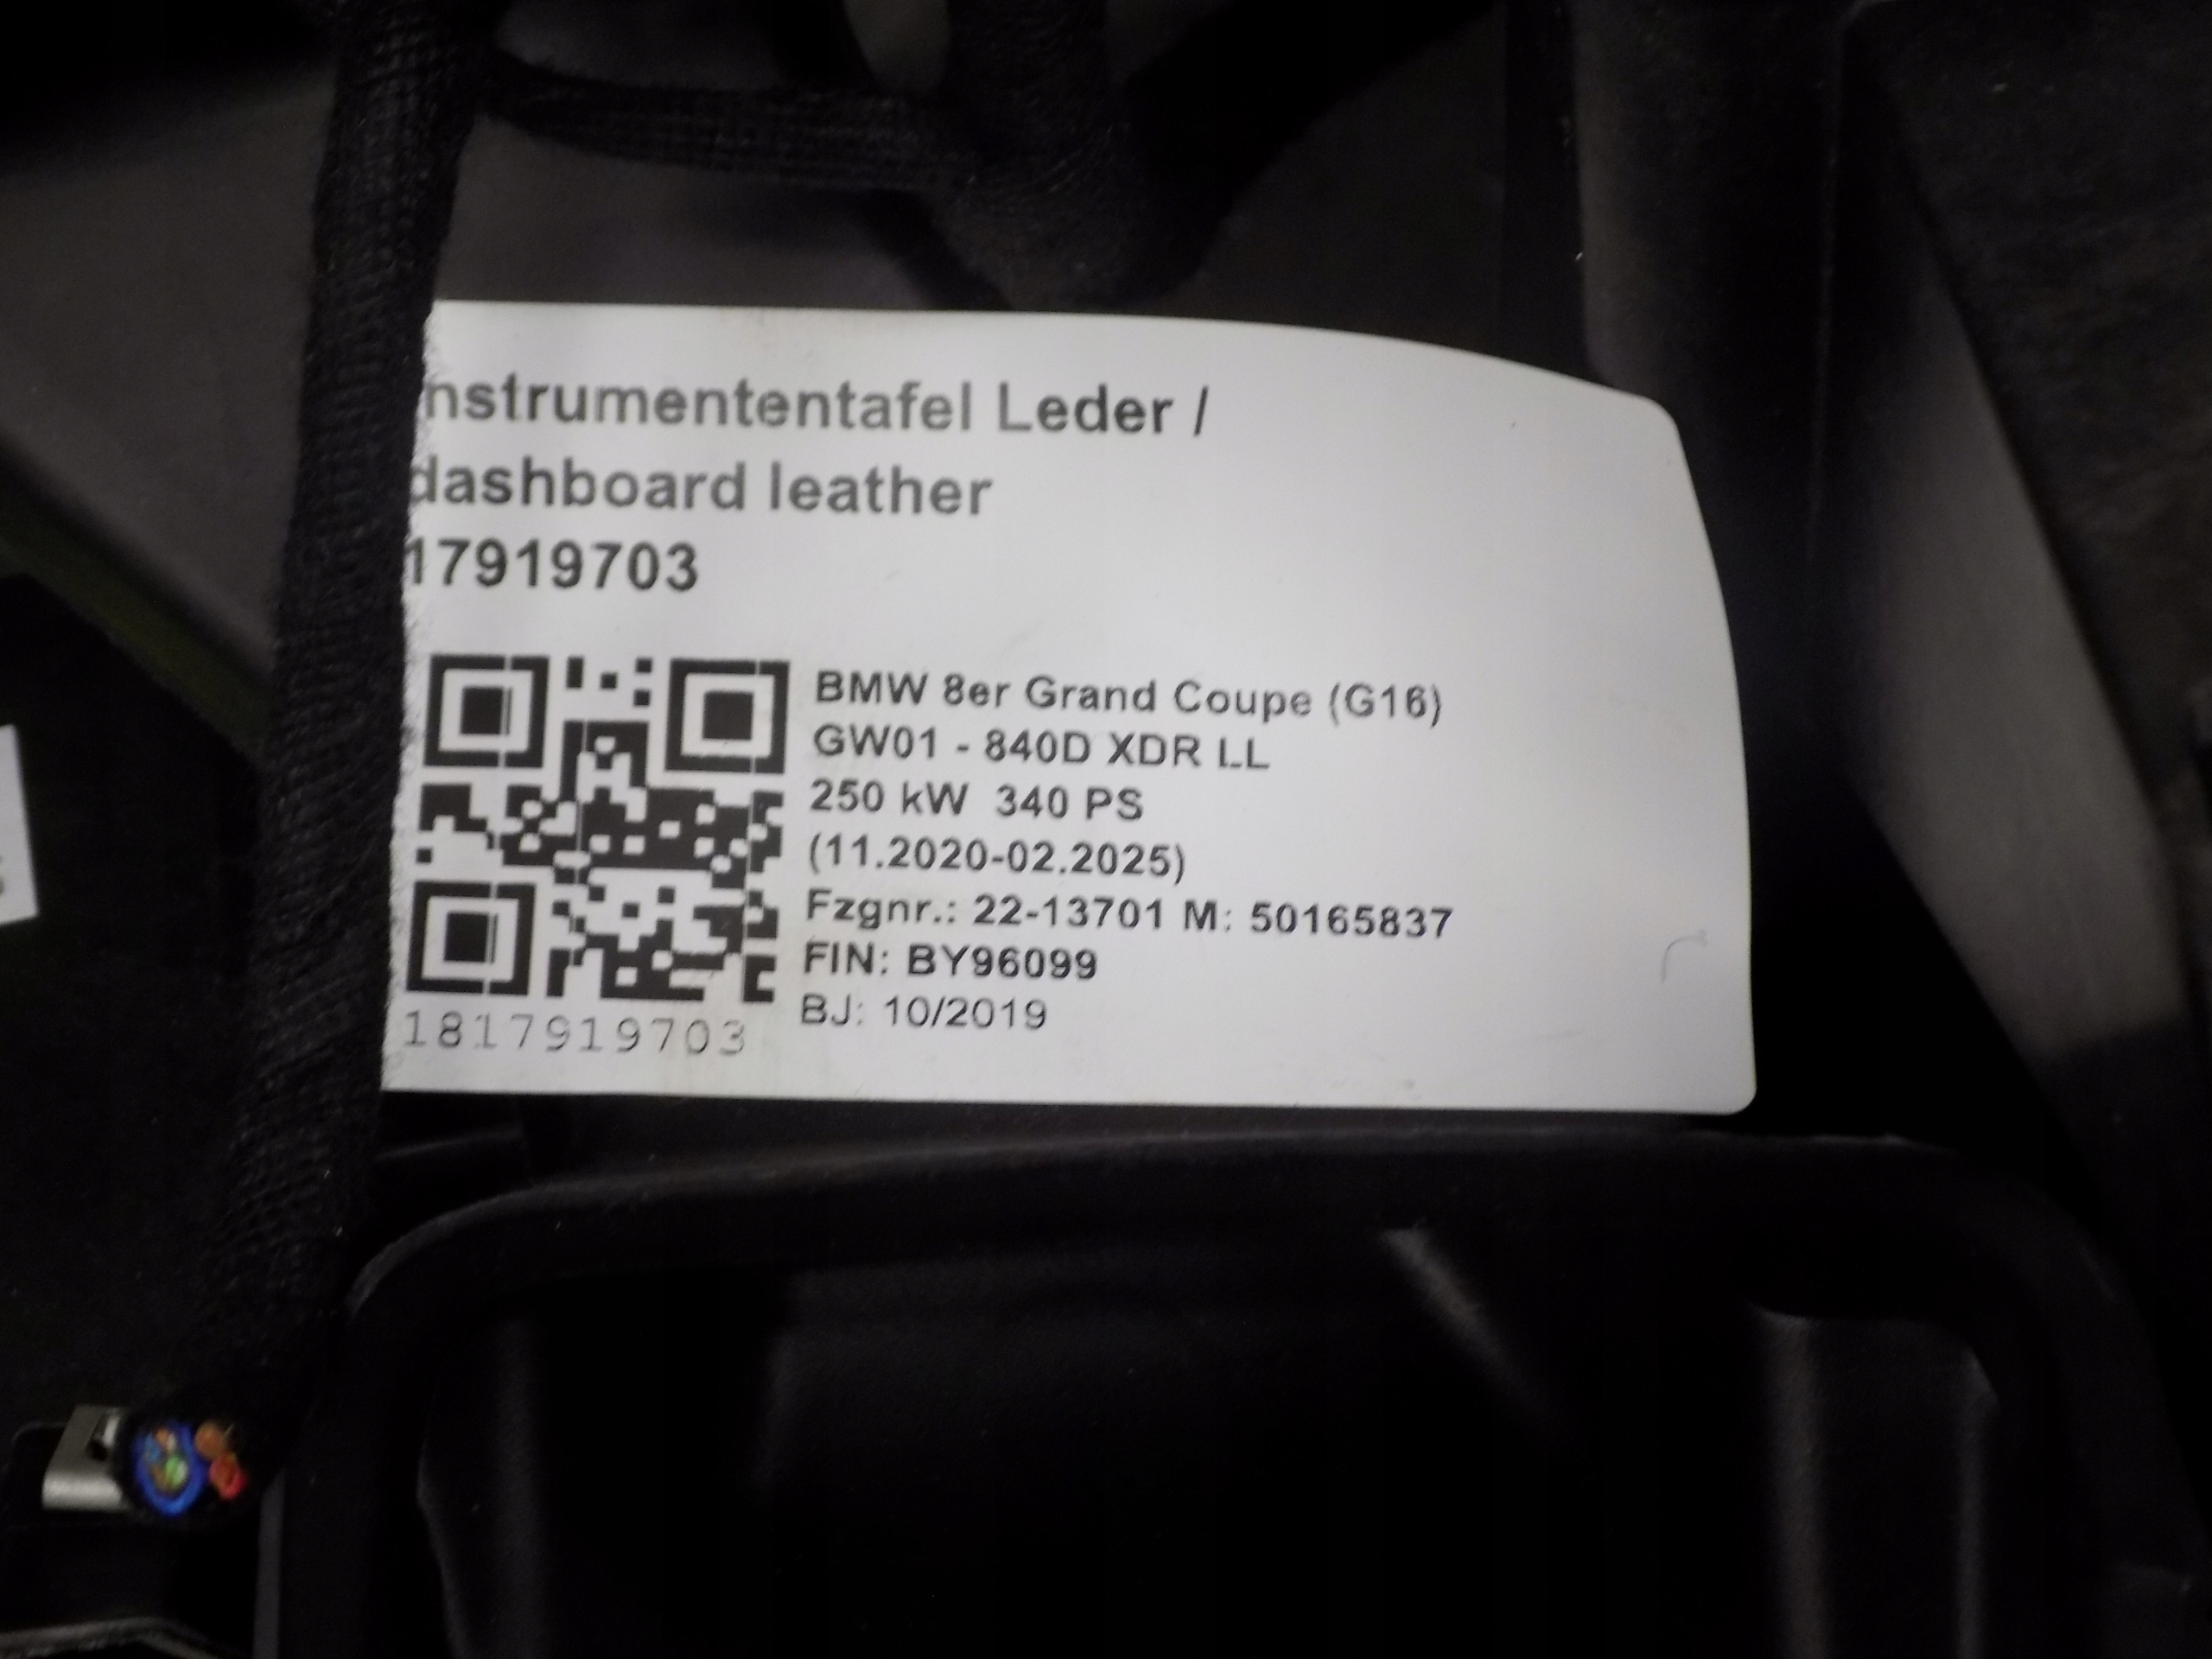 nstrumententafel Leder /
dashboard leather
17919703
BMW 8er Grand Coupe (G16)
GW01 - 840D XDR LL
250 kW 340 PS
(11.2020-02.2025)
Fzgnr.: 22-13701 M: 50165837
FIN: BY96099
BJ: 10/2019
1817919703